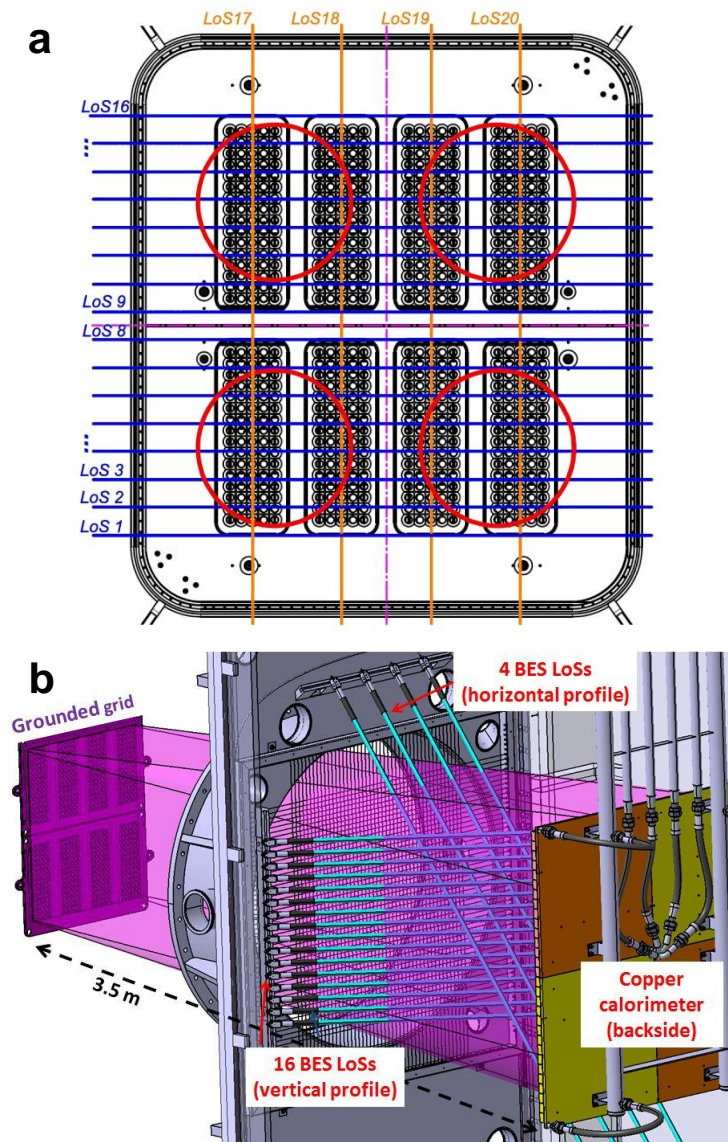 a
LoS17 LoS18 LoS19 LoS20
LoS16
...
LoS 9
LoS 8
...
LoS 3
LoS 2
LoS 1
b
4 BES LoSs
(horizontal profile)
Grounded grid
3.5 m
Copper
calorimeter
(backside)
16 BES LoSs
(vertical profile)